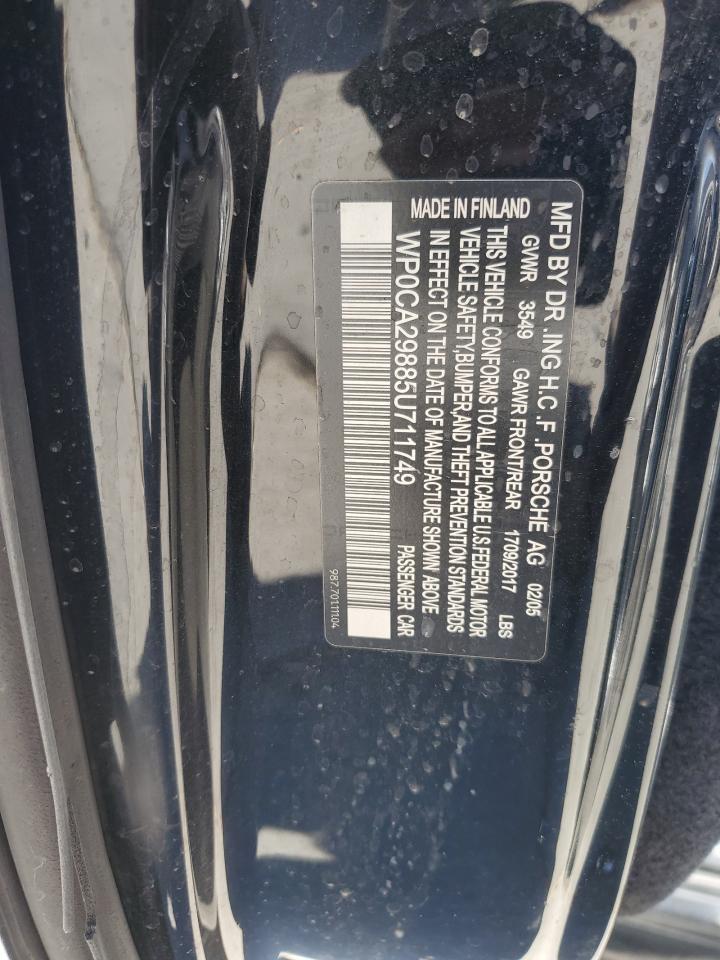 MFD BY DR .ING H.C .F .PORSCHE AG 02/05
GVWR 3549 GAWR FRONT/REAR 1709/2017 LBS
THIS VEHICLE CONFORMS TO ALL APPLICABLE U.S.FEDERAL MOTOR
VEHICLE SAFETY,BUMPER,AND THEFT PREVENTION STANDARDS
IN EFFECT ON THE DATE OF MANUFACTURE SHOWN ABOVE
MADE IN FINLAND
WP0CA29885U711749 PASSENGER CAR
987.701.111.04